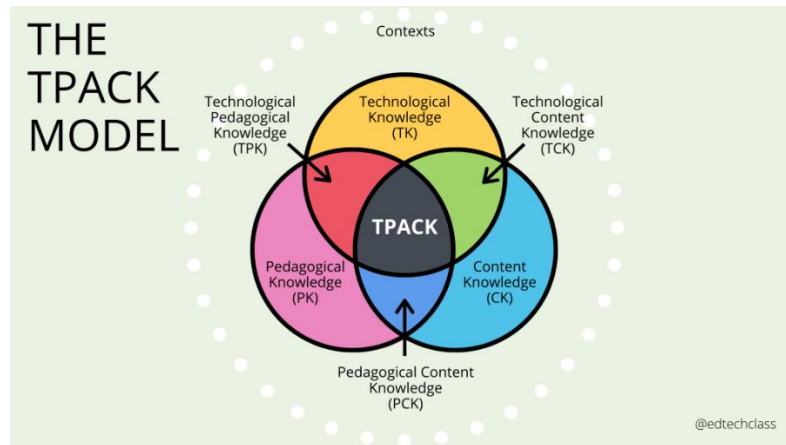 THE
TPACK
MODEL
Contexts
Technological
Pedagogical
Knowledge
(TPK)
Technological
Knowledge
(TK)
Technological
Content
Knowledge
(TCK)
TPACK
Pedagogical
Knowledge
(PK)
Content
Knowledge
(CK)
Pedagogical Content
Knowledge
(PCK)
@edtechclass